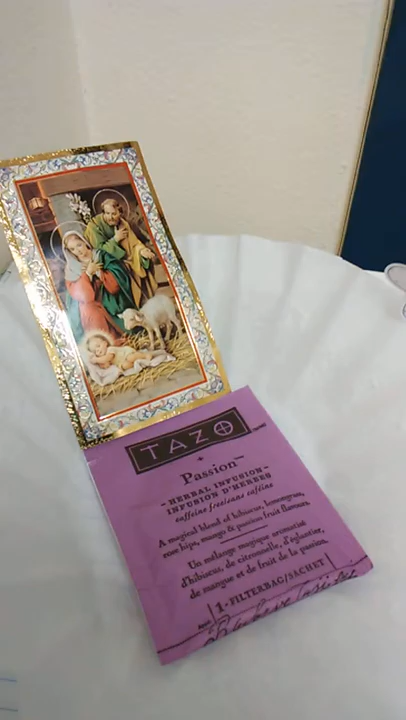 TAZO
Passion™
- HERBAL INFUSION -
INFUSION D'HERBES
caffeine free/sans caféine
A magical blend of hibiscus, lemongrass,
rose hips, mango & passion fruit flavours.
Un mélange magique aromatisé
d'hibiscus, de citronnelle, d'églantier,
de mangue et de fruit de la passion.
1-FILTERBAG/SACHET